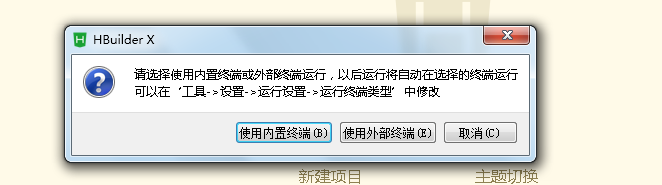 HBuilder X
请选择使用内置终端或外部终端运行，以后运行将自动在选择的终端运行
可以在‘工具->设置->运行设置->运行终端类型’中修改
使用内置终端(B)
使用外部终端(E)
取消(C)
新建项目
主题切换